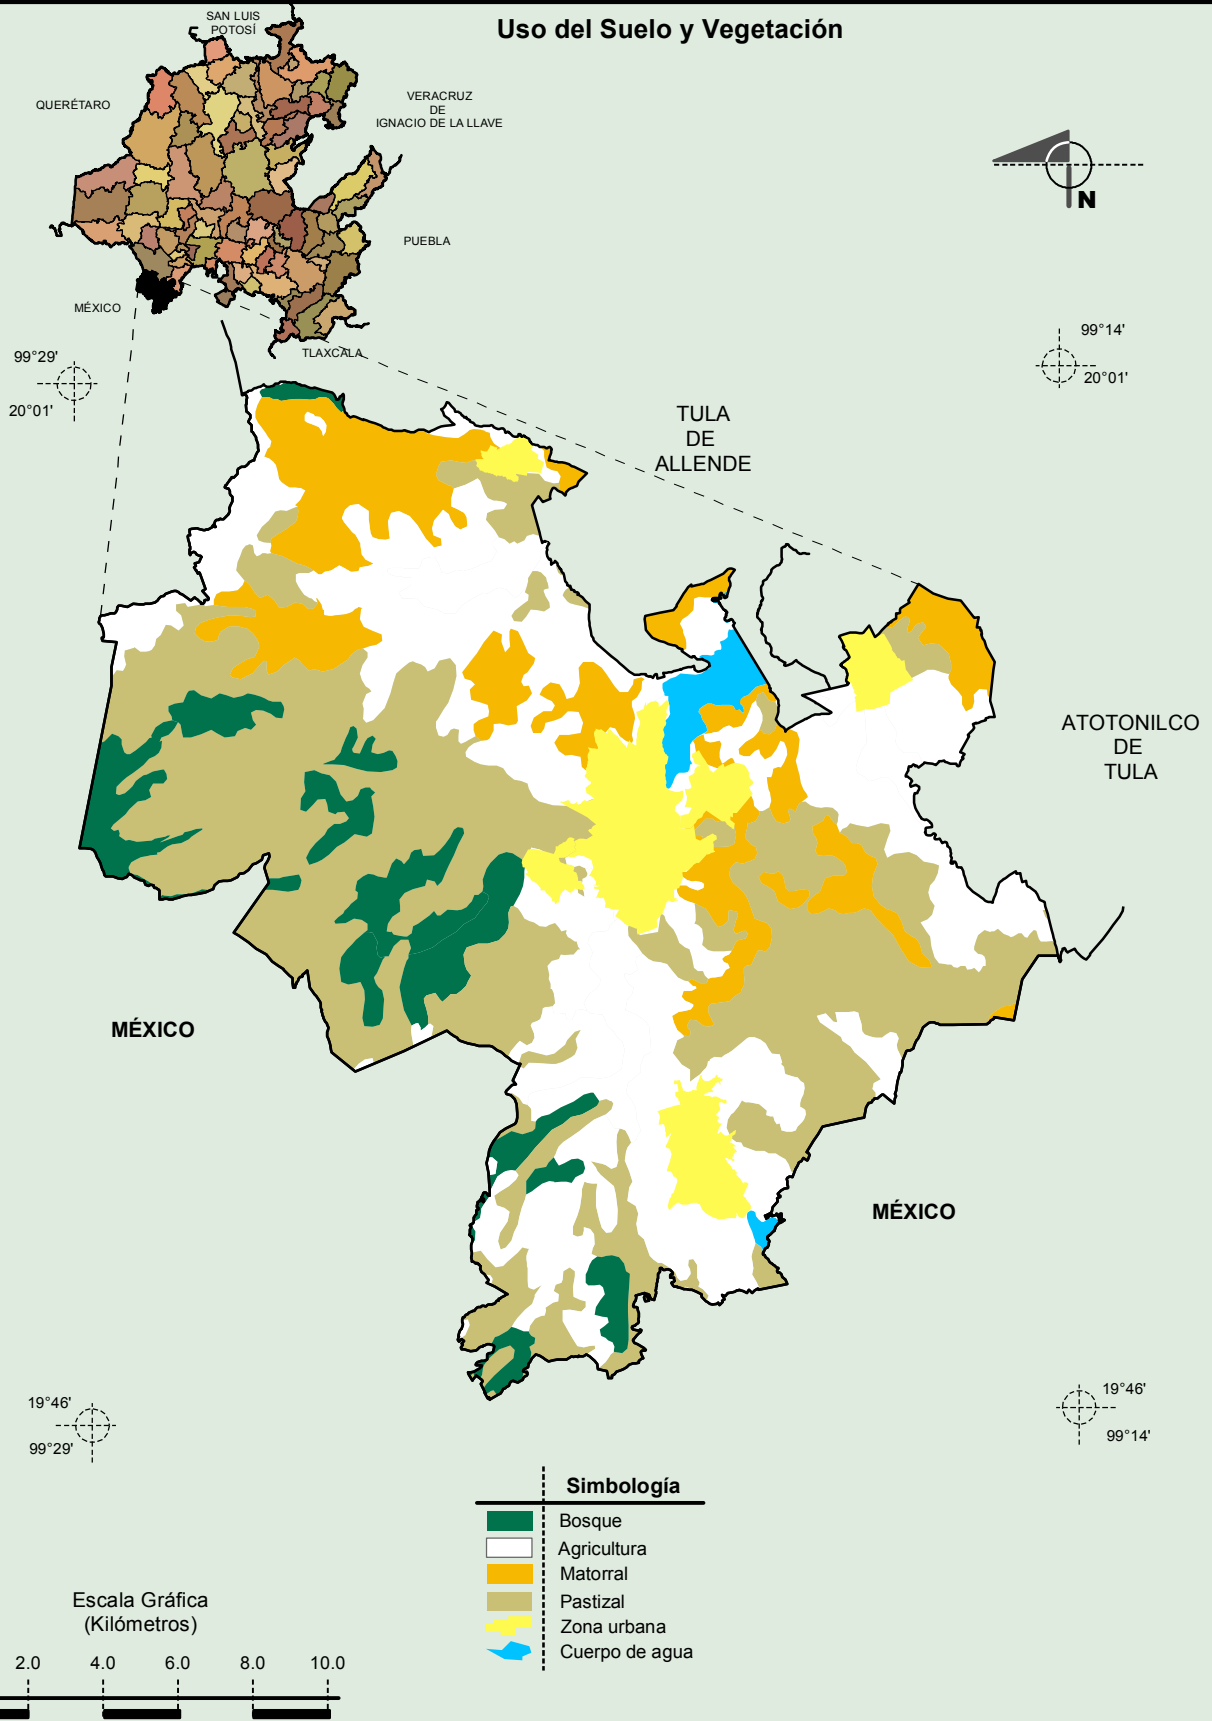 Uso del Suelo y Vegetación
SAN LUIS
POTOSÍ
QUERÉTARO
VERACRUZ
DE
IGNACIO DE LA LLAVE
N
PUEBLA
MÉXICO
TLAXCALA
99°29'
20°01'
99°14'
20°01'
TULA
DE
ALLENDE
ATOTONILCO
DE
TULA
MÉXICO
MÉXICO
19°46'
99°29'
19°46'
99°14'
Simbología
Bosque
Agricultura
Matorral
Pastizal
Zona urbana
Cuerpo de agua
Escala Gráfica
(Kilómetros)
2.0 4.0 6.0 8.0 10.0